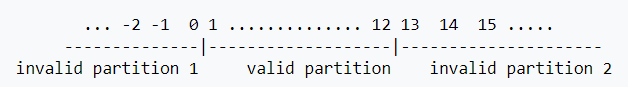 ... -2 -1 0 1 .............. 12 13 14 15 .....
--------------|-------------------|---------------------
invalid partition 1 valid partition invalid partition 2